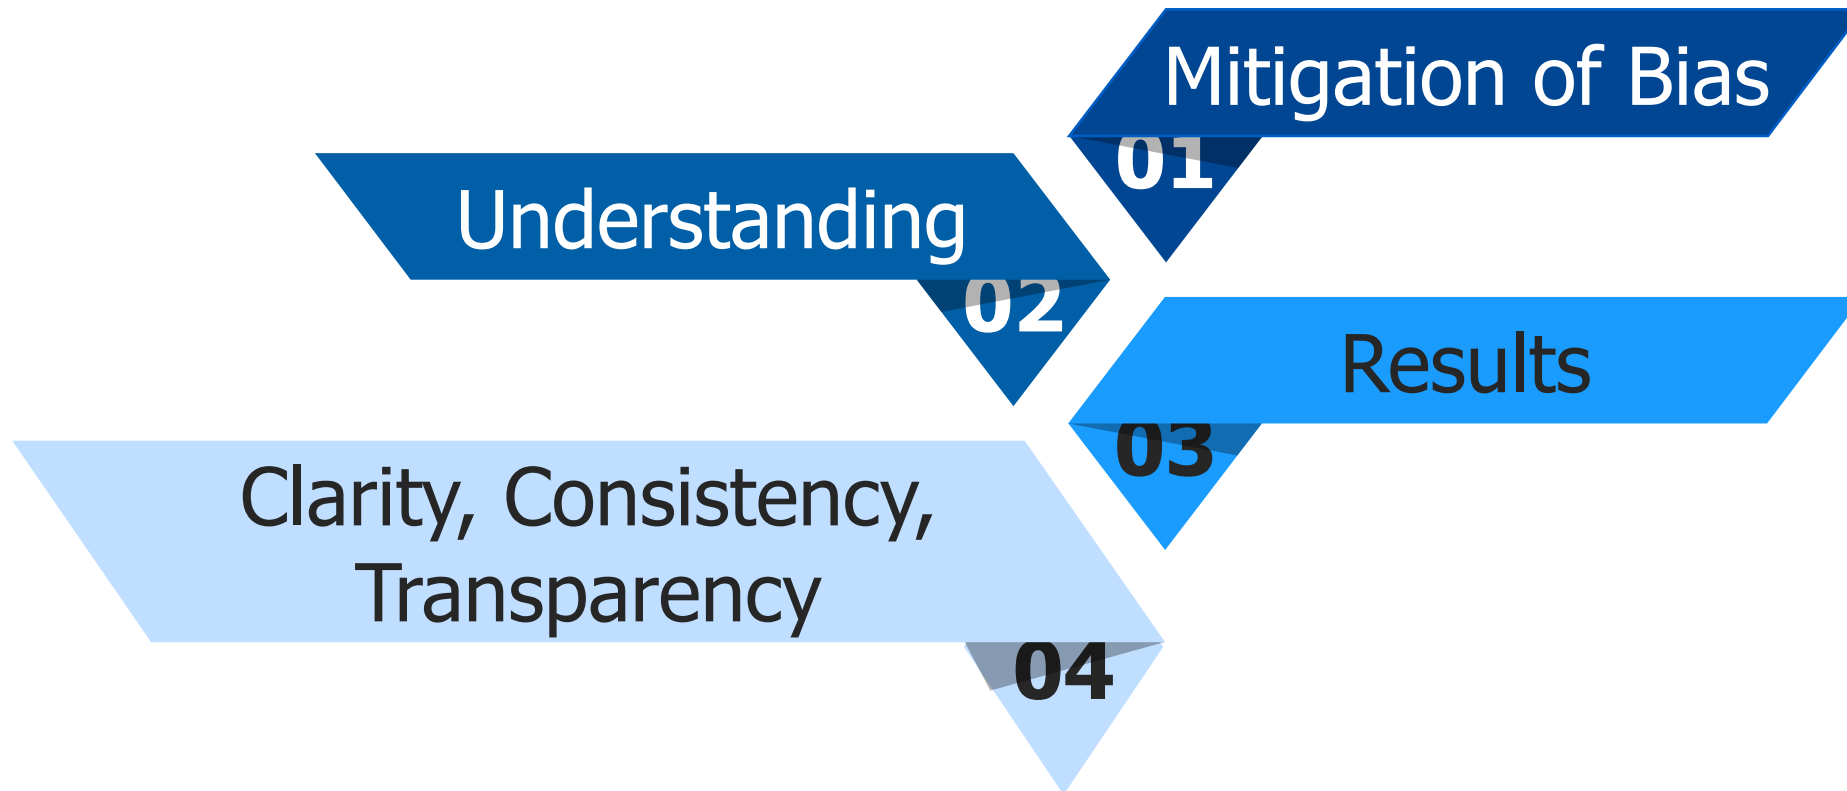 Mitigation of Bias
01
Understanding
02
Results
03
Clarity, Consistency,
Transparency
04